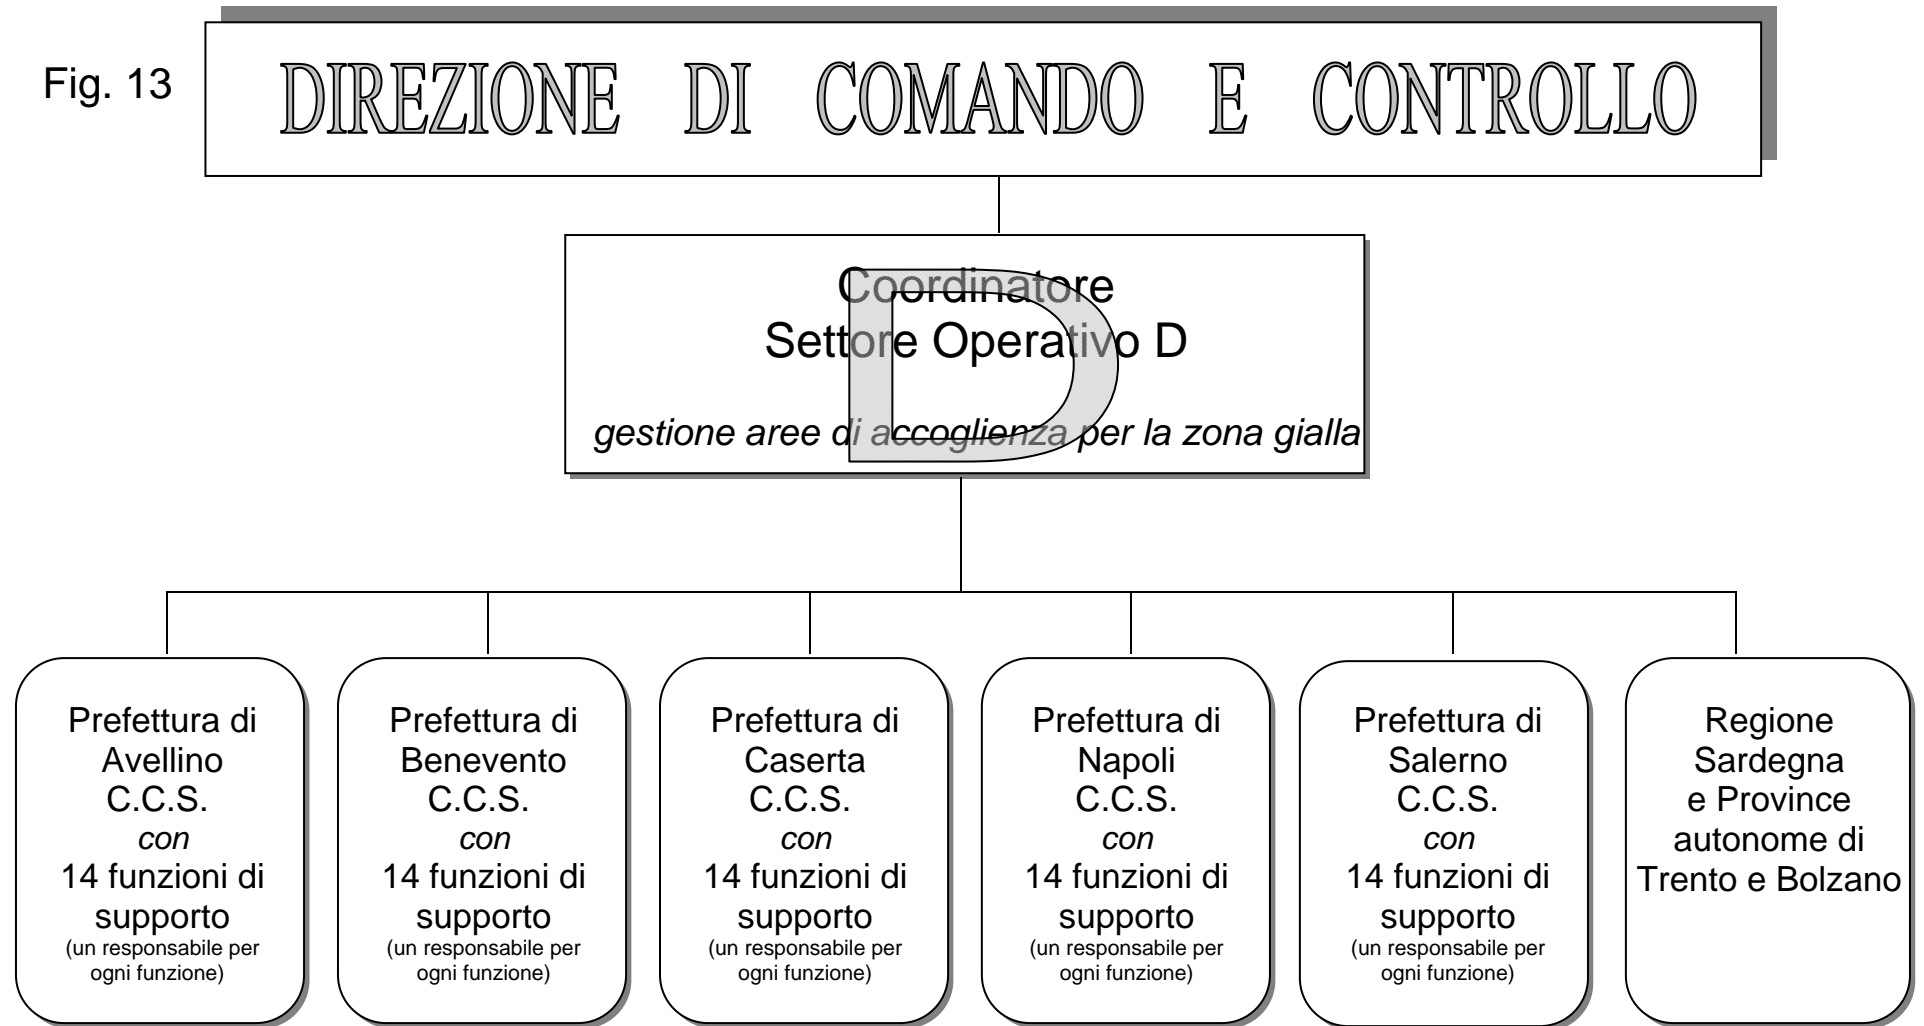 Fig. 13
DIREZIONE DI COMANDO E CONTROLLO
Coordinatore
Settore Operativo D
D
gestione aree di accoglienza per la zona gialla
Prefettura di
Avellino
C.C.S.
con
14 funzioni di
supporto
(un responsabile per
ogni funzione)
Prefettura di
Benevento
C.C.S.
con
14 funzioni di
supporto
(un responsabile per
ogni funzione)
Prefettura di
Caserta
C.C.S.
con
14 funzioni di
supporto
(un responsabile per
ogni funzione)
Prefettura di
Napoli
C.C.S.
con
14 funzioni di
supporto
(un responsabile per
ogni funzione)
Prefettura di
Salerno
C.C.S.
con
14 funzioni di
supporto
(un responsabile per
ogni funzione)
Regione
Sardegna
e Province
autonome di
Trento e Bolzano